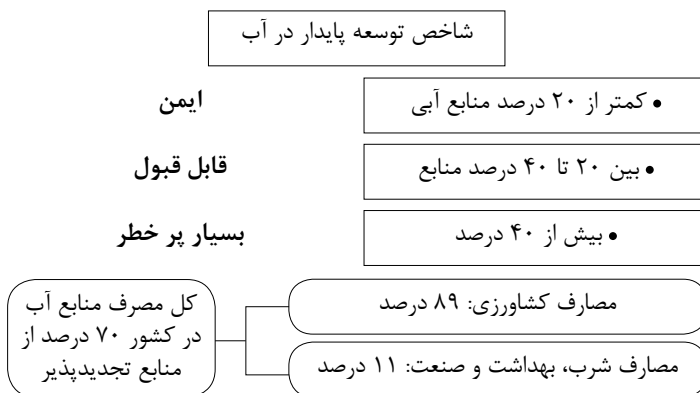 شاخص توسعه پایدار در آب
• کمتر از ۲۰ درصد منابع آبی
ایمن
• بین ۲۰ تا ۴۰ درصد منابع
قابل قبول
• بیش از ۴۰ درصد
بسیار پر خطر
مصارف کشاورزی: ۸۹ درصد
مصارف شرب، بهداشت و صنعت: ۱۱ درصد
کل مصرف منابع آب
در کشور ۷۰ درصد از
منابع تجدیدپذیر